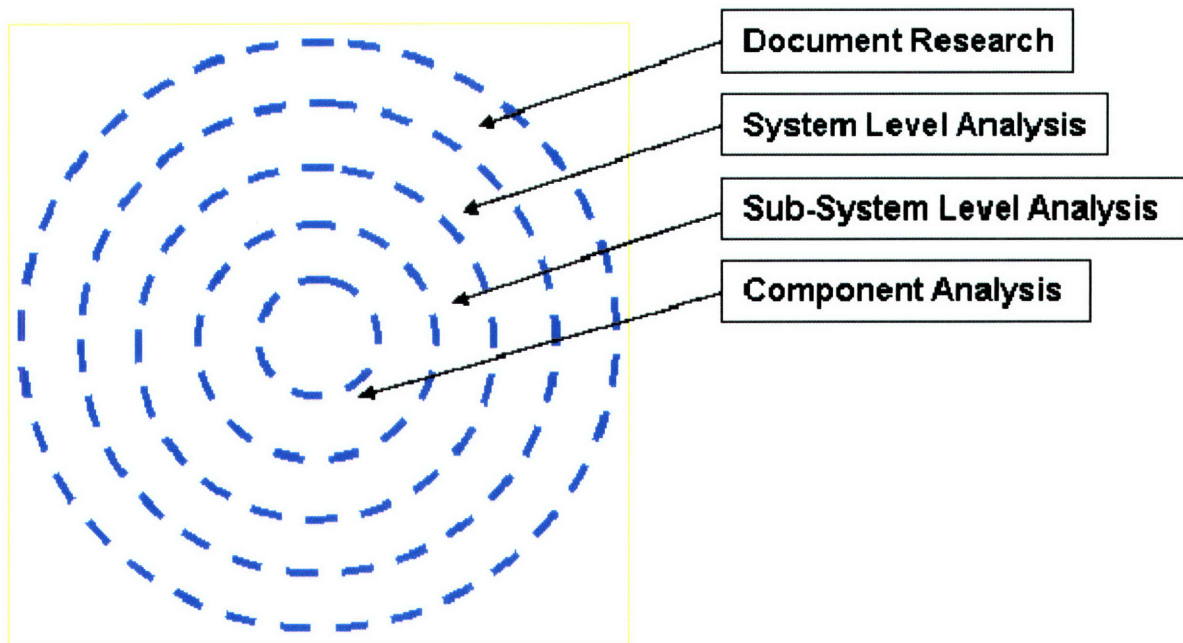 Document Research
System Level Analysis
Sub-System Level Analysis
Component Analysis